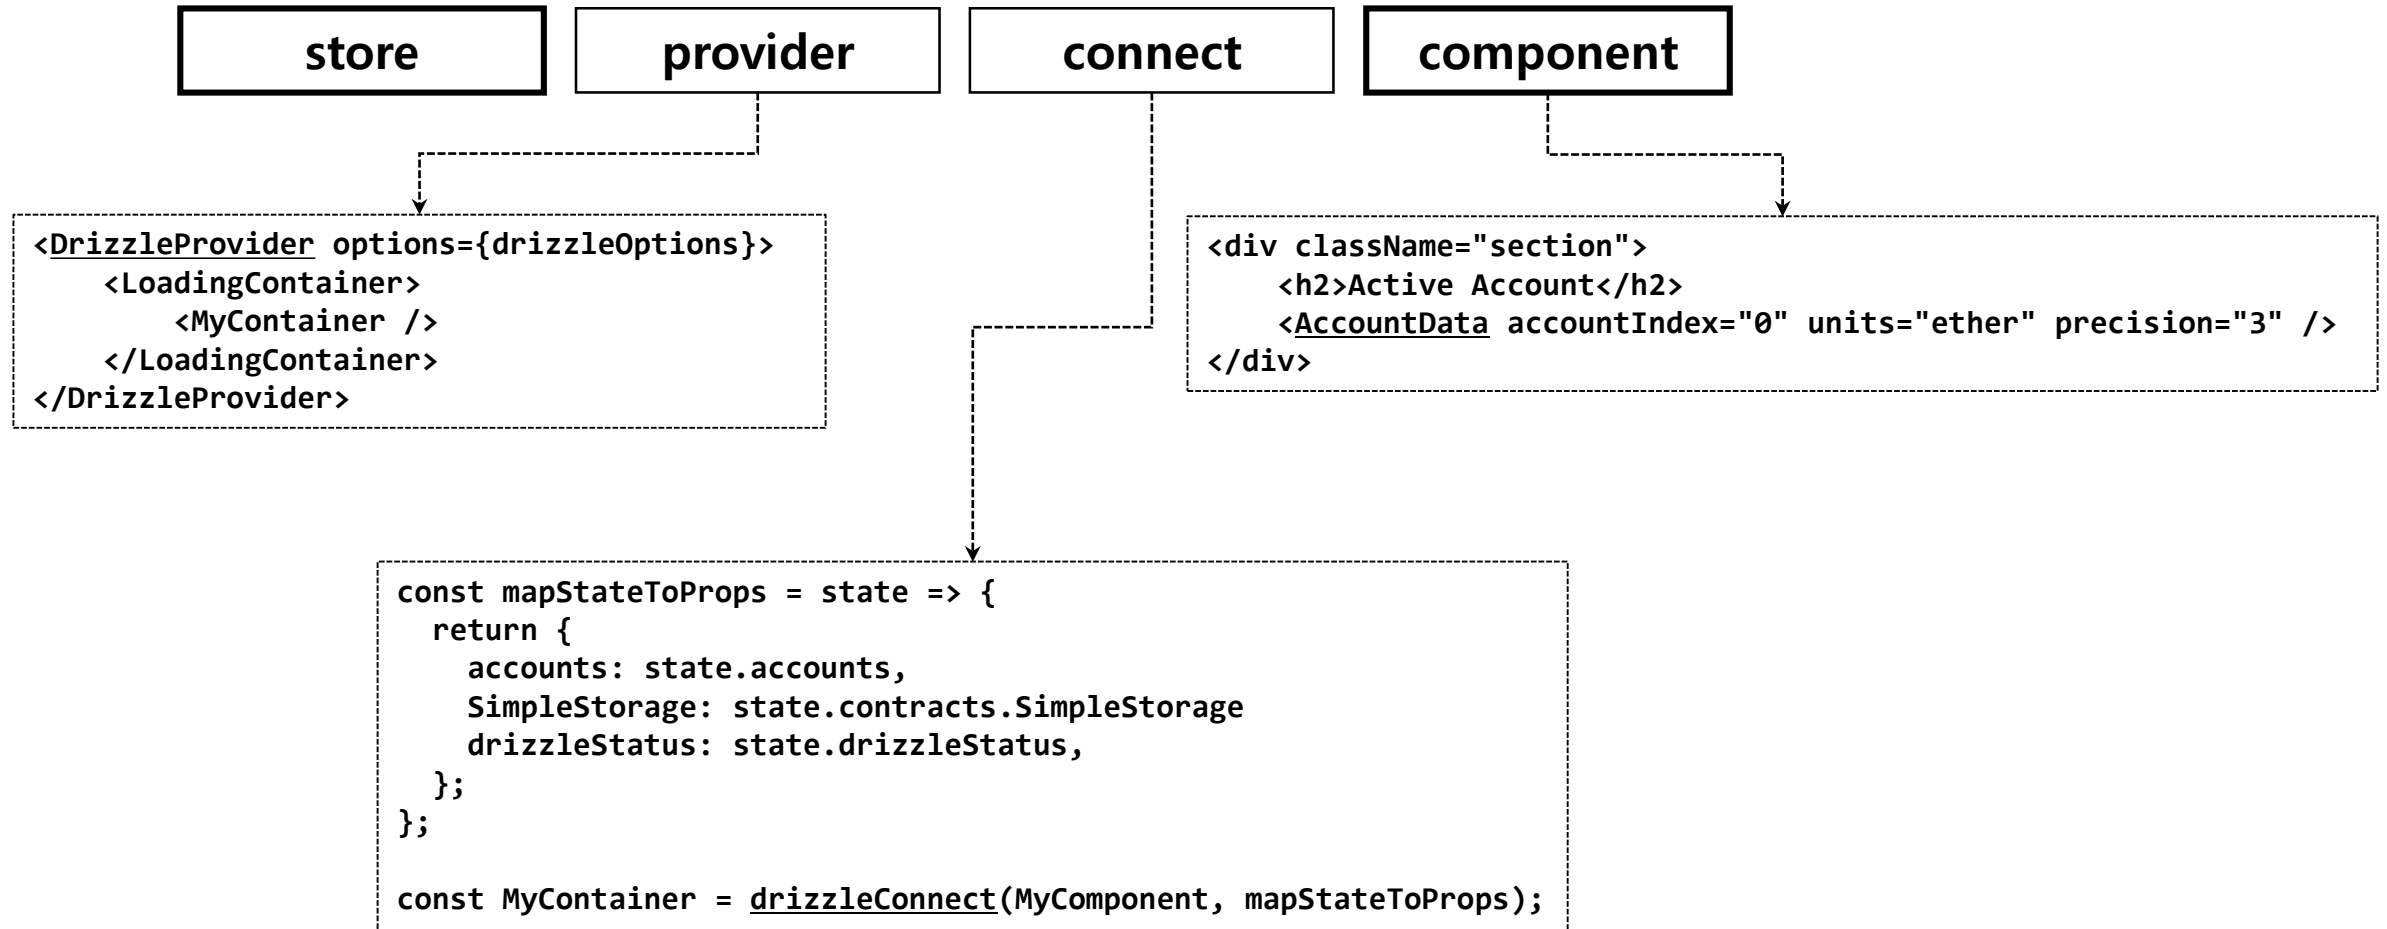 store
provider
connect
component
<DrizzleProvider options={drizzleOptions}>
    <LoadingContainer>
        <MyContainer />
    </LoadingContainer>
</DrizzleProvider>
<div className="section">
    <h2>Active Account</h2>
    <AccountData accountIndex="0" units="ether" precision="3" />
</div>
const mapStateToProps = state => {
  return {
    accounts: state.accounts,
    SimpleStorage: state.contracts.SimpleStorage
    drizzleStatus: state.drizzleStatus,
  };
};
const MyContainer = drizzleConnect(MyComponent, mapStateToProps);